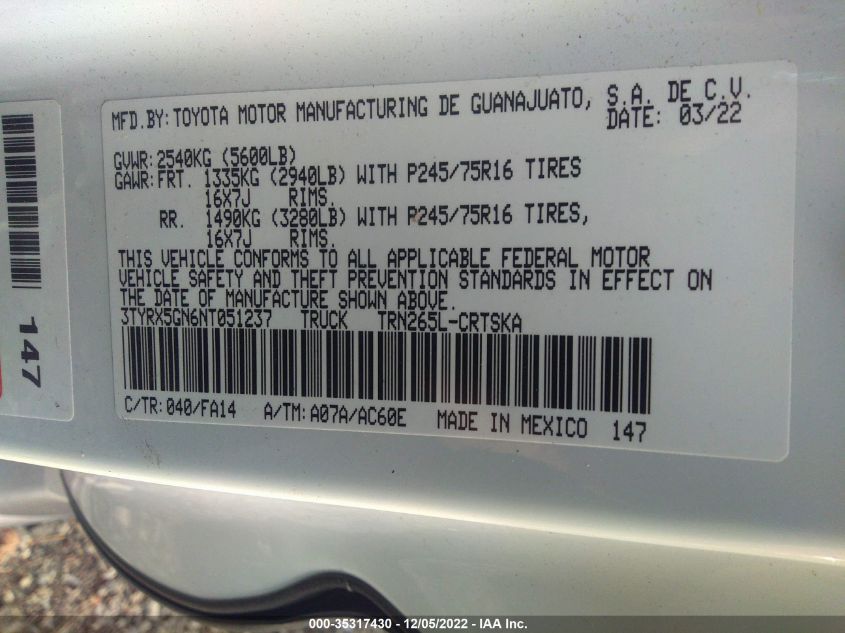 MFD.BY: TOYOTA MOTOR MANUFACTURING DE GUANAJUATO, S.A. DE C.V.
DATE: 03/22
GVWR: 2540KG (5600LB)
GAWR: FRT. 1335KG (2940LB) WITH P245/75R16 TIRES
16X7J RIMS.
RR. 1490KG (3280LB) WITH P245/75R16 TIRES,
16X7J RIMS.
THIS VEHICLE CONFORMS TO ALL APPLICABLE FEDERAL MOTOR
VEHICLE SAFETY AND THEFT PREVENTION STANDARDS IN EFFECT ON
THE DATE OF MANUFACTURE SHOWN ABOVE.
3TYRX5GN6NT051237 TRUCK TRN265L-CRTSKA
C/TR: 040/FA14 A/TM: A07A/AC60E MADE IN MEXICO 147
147
000-35317430 - 12/05/2022 - IAA Inc.